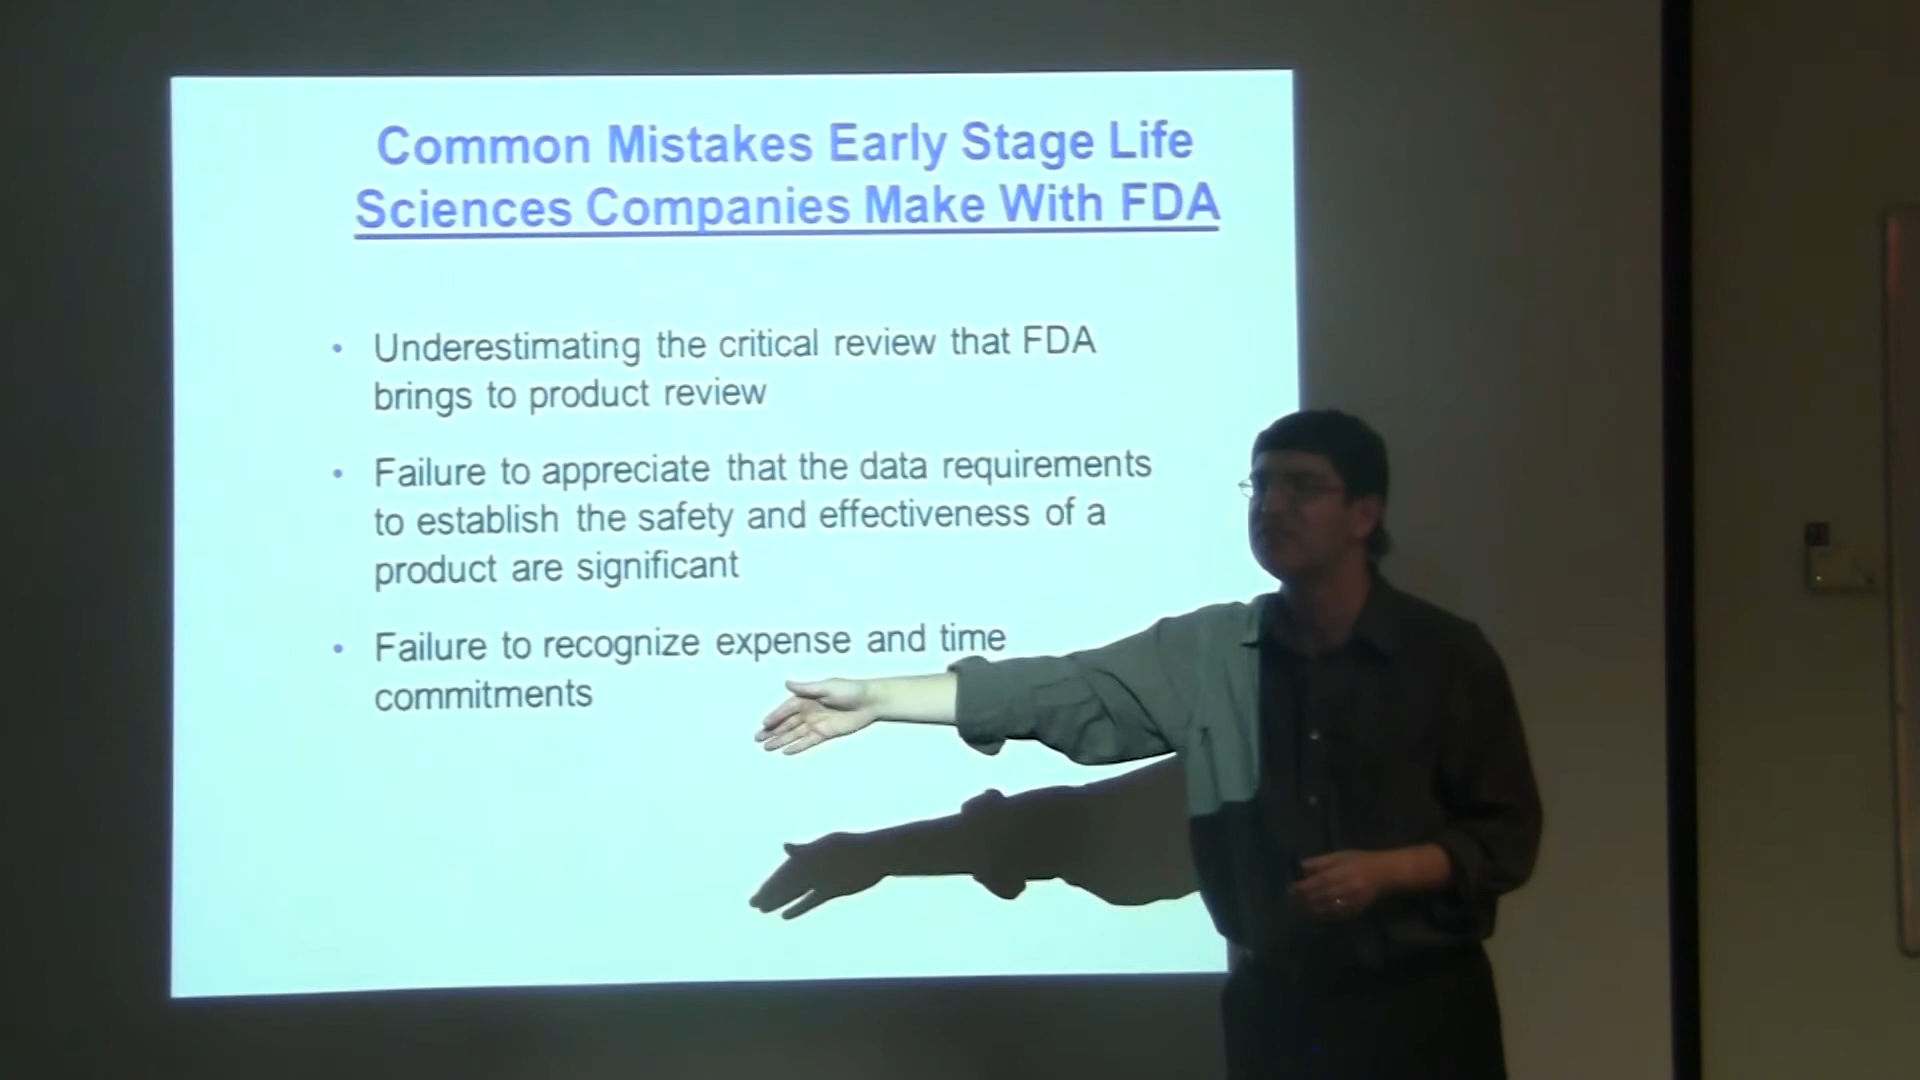 Common Mistakes Early Stage Life
Sciences Companies Make With FDA
• Underestimating the critical review that FDA
brings to product review
• Failure to appreciate that the data requirements
to establish the safety and effectiveness of a
product are significant
• Failure to recognize expense and time
commitments